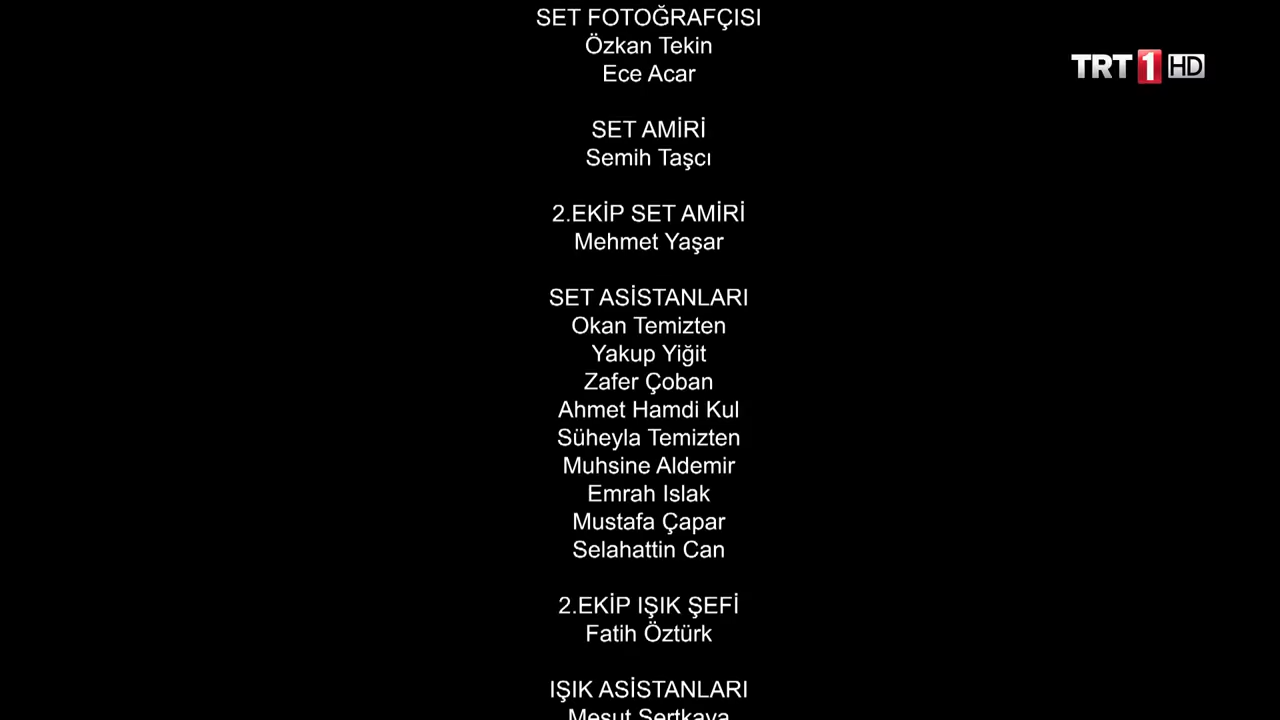 SET FOTOĞRAFÇISI
Özkan Tekin
Ece Acar
TRT 1 HD
SET AMİRİ
Semih Taşcı
2.EKİP SET AMİRİ
Mehmet Yaşar
SET ASİSTANLARI
Okan Temizten
Yakup Yiğit
Zafer Çoban
Ahmet Hamdi Kul
Süheyla Temizten
Muhsine Aldemir
Emrah Islak
Mustafa Çapar
Selahattin Can
2.EKİP IŞIK ŞEFİ
Fatih Öztürk
IŞIK ASİSTANLARI
Mesut Sertkaya